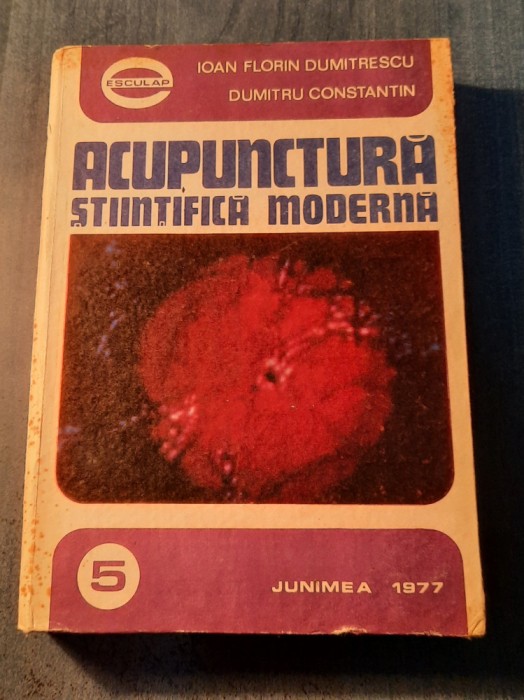 ESCULAP
IOAN FLORIN DUMITRESCU
DUMITRU CONSTANTIN
ACUPUNCTURĂ
ȘTIINȚIFICĂ MODERNĂ
5
JUNIMEA 1977